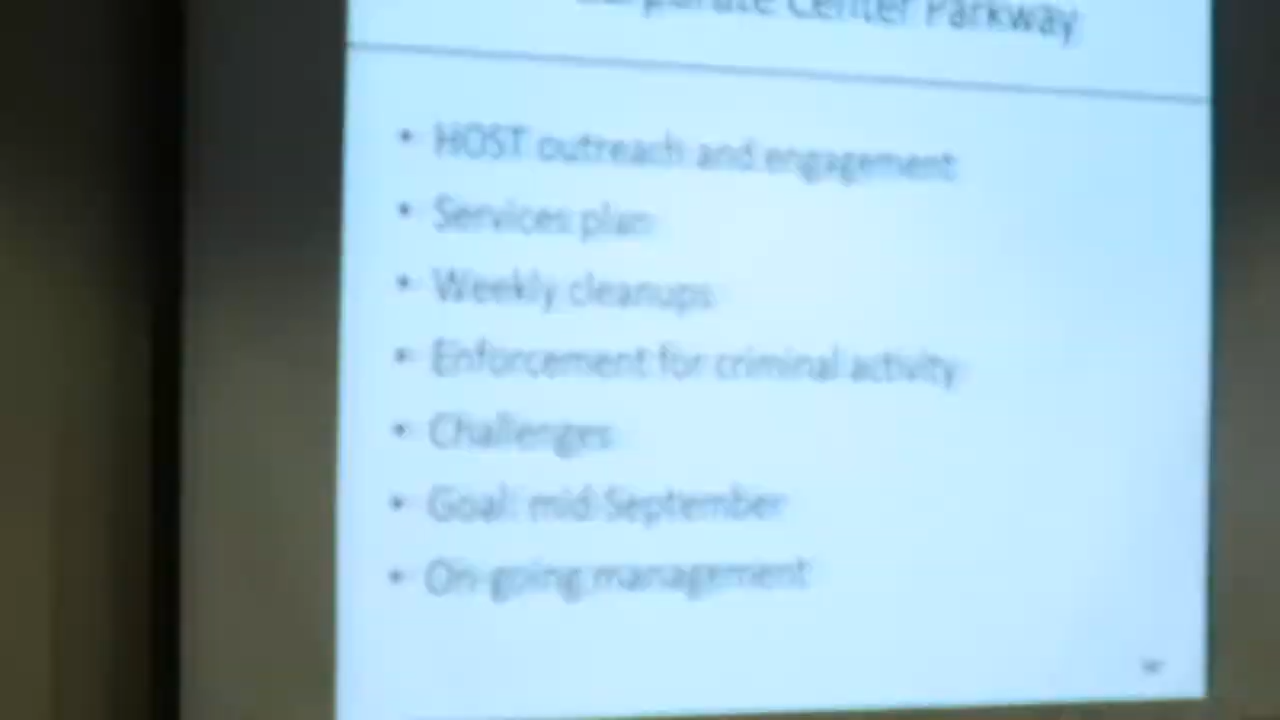 Corporate Center Parkway
• HOST outreach and engagement
• Services plan
• Weekly cleanups
• Enforcement for criminal activity
• Challenges
• Goal: mid September
• On-going management